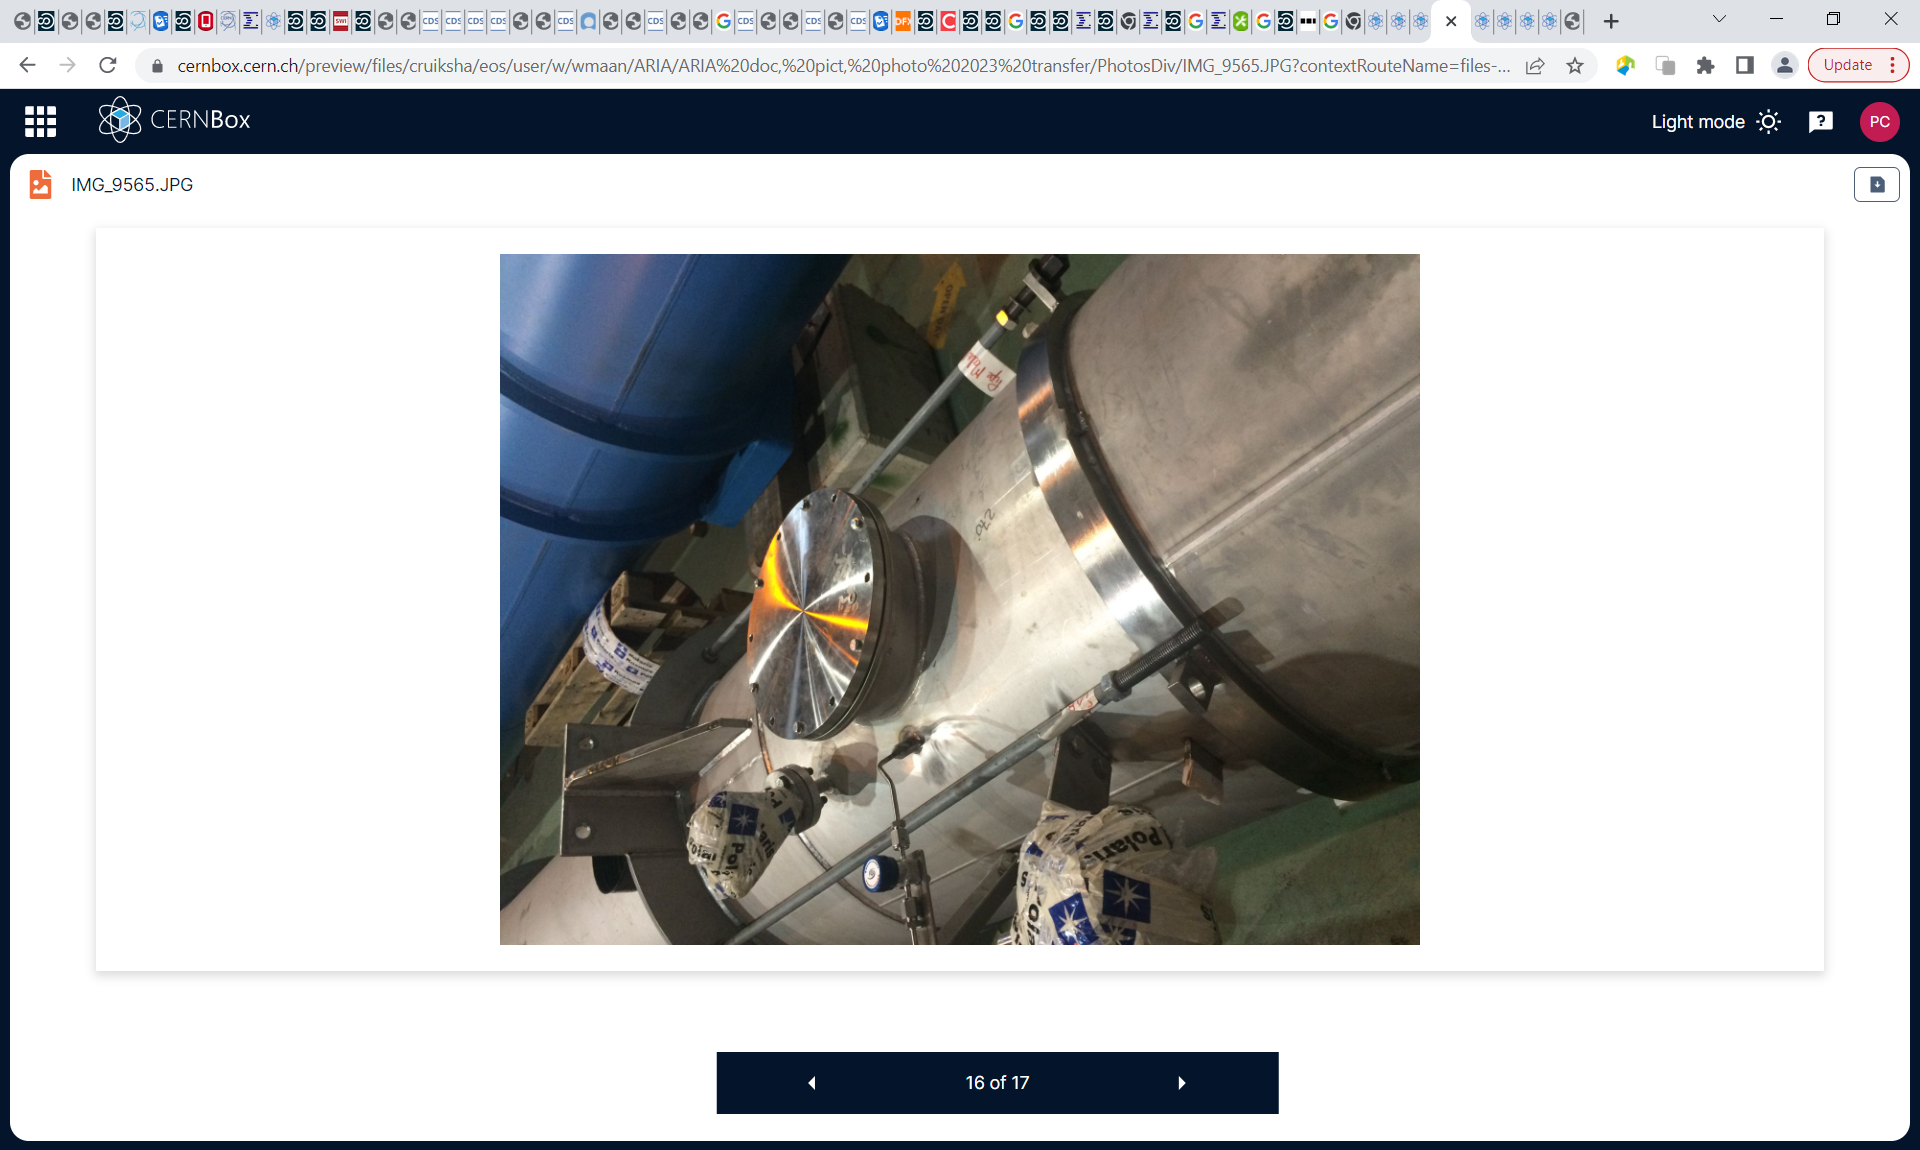 cernbox.cern.ch/preview/files/cruiksha/eos/user/w/wmaan/ARIA/ARIA%20doc,%20pict,%20photo%202023%20transfer/PhotosDiv/IMG_9565.JPG?contextRouteName=files-...
Update
CERNBox
Light mode
PC
IMG_9565.JPG
Polaris
16 of 17